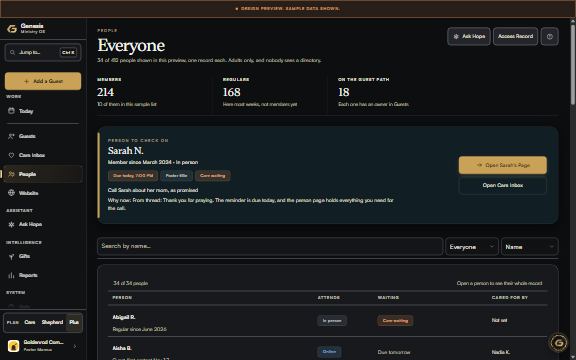 DESIGN PREVIEW. SAMPLE DATA SHOWN.
Genesis
Ministry OS
Jump to...
Ctrl K
+ Add a Guest
WORK
Today
Guests
Care Inbox
People
Website
ASSISTANT
Ask Hope
INTELLIGENCE
Gifts
Reports
SYSTEM
PLAN Care Shepherd Plus
Goldwood Com...
Pastor Marcus
PEOPLE
Everyone
34 of 412 people shown in this preview, one record each. Adults only, and nobody sees a directory.
Ask Hope
Access Record
MEMBERS
214
10 of them in this sample list
REGULARS
168
Here most weeks, not members yet
ON THE GUEST PATH
18
Each one has an owner in Guests
PERSON TO CHECK ON
Sarah N.
Member since March 2024 · In person
Due today, 7:00 PM
Pastor Ellie
Care waiting
Call Sarah about her mom, as promised
Why now: From thread: Thank you for praying. The reminder is due today, and the person page holds everything you need for
the call.
Open Sarah's Page
Open Care Inbox
Search by name...
Everyone
Name
34 of 34 people
Open a person to see their whole record
PERSON
ATTENDS
WAITING
CARED FOR BY
Abigail R.
Regular since June 2026
In person
Care waiting
Not set
Aisha B.
Online
Due tomorrow
Nadia K.